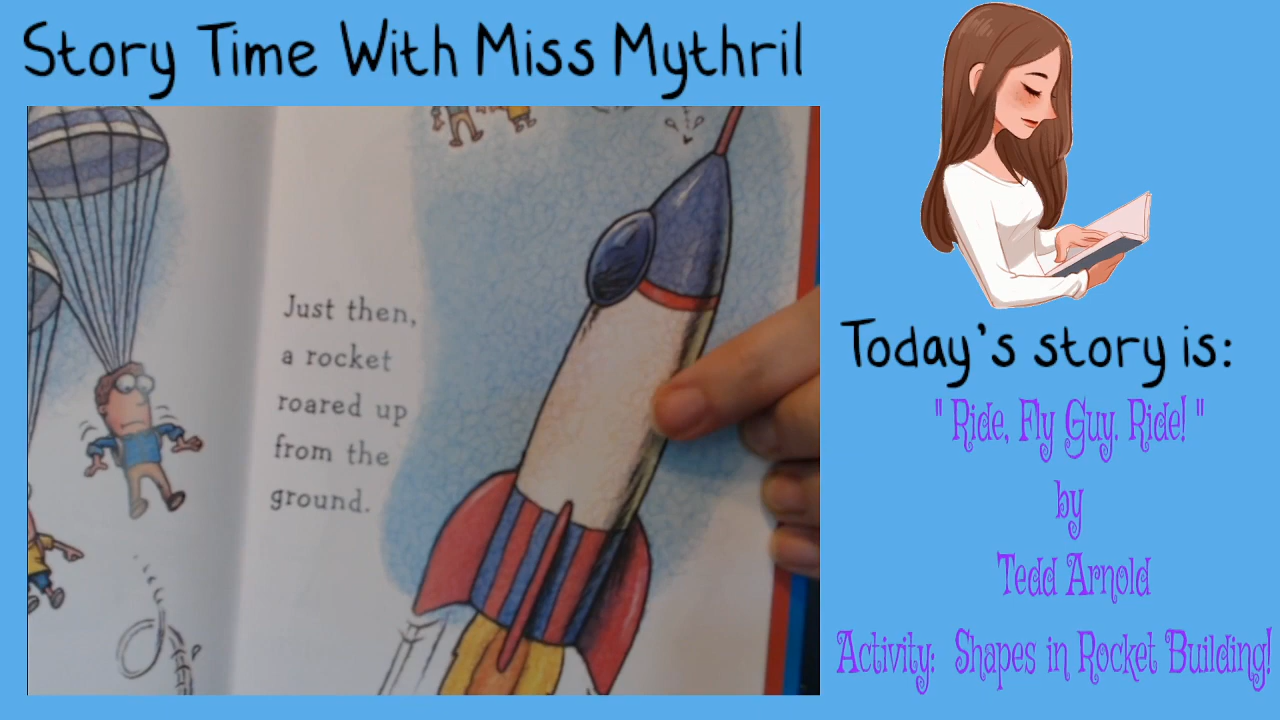 Story Time With Miss Mythril
Just then,
a rocket
roared up
from the
ground.
Today's story is:
" Ride, Fly Guy. Ride! "
by
Tedd Arnold
Activity: Shapes in Rocket Building!